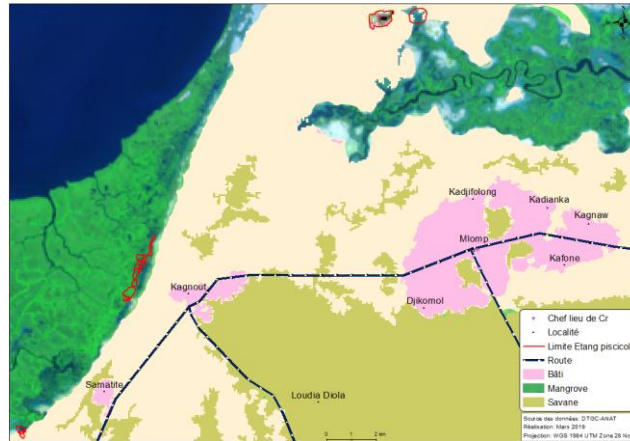 Kadjifolong
Kadianka
Kagnaw
Mlomp
Kafone
Kagnout
Djikomol
Samatite
Loudia Diola
Chef lieu de Cr
Localité
Limite Etang piscicol
Route
Bâti
Mangrove
Savane
Source des données: DTGC-ANAT
Réalisation: Mars 2019
Projection: WGS 1984 UTM Zone 28 No
0 1 2 km